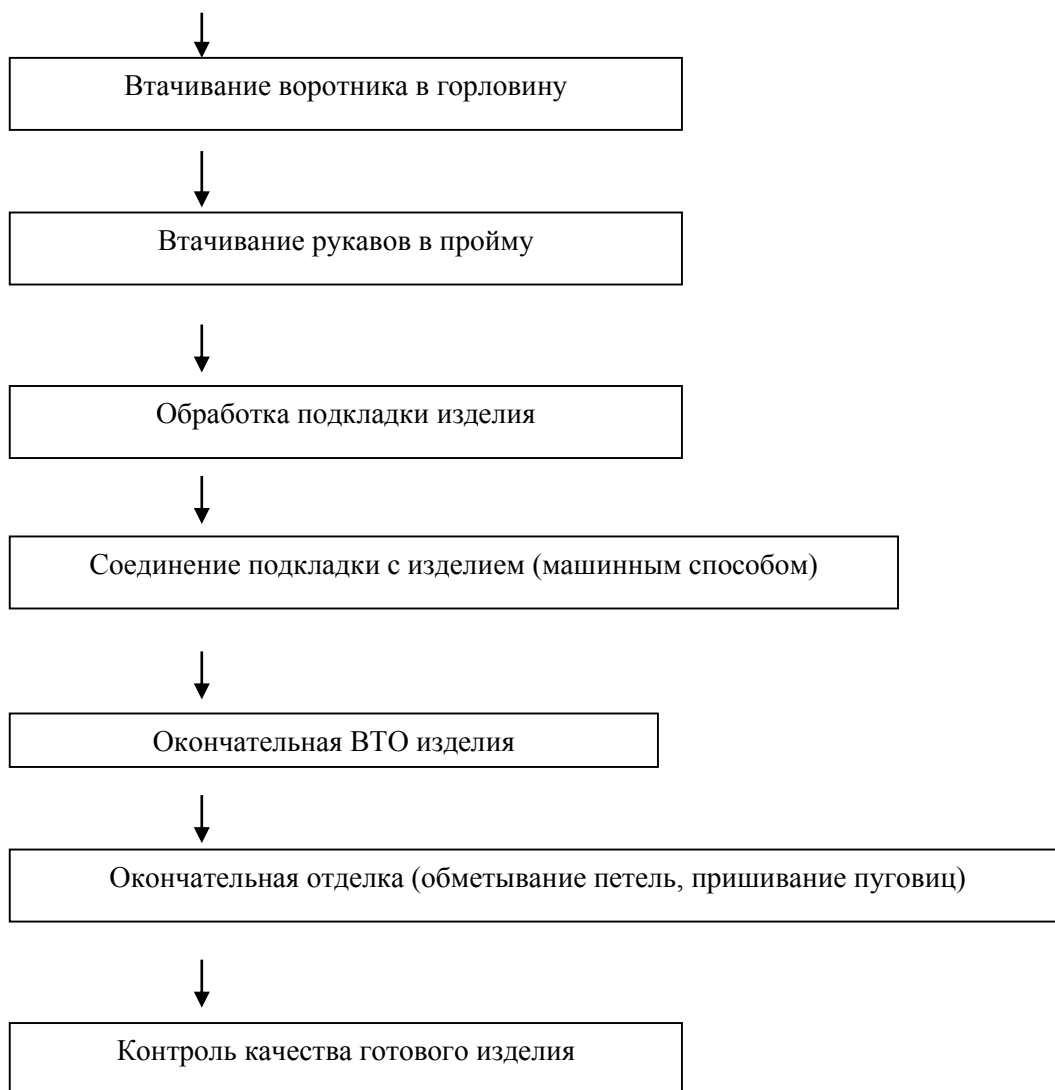 Втачивание воротника в горловину
Втачивание рукавов в пройму
Обработка подкладки изделия
Соединение подкладки с изделием (машинным способом)
Окончательная ВТО изделия
Окончательная отделка (обметывание петель, пришивание пуговиц)
Контроль качества готового изделия